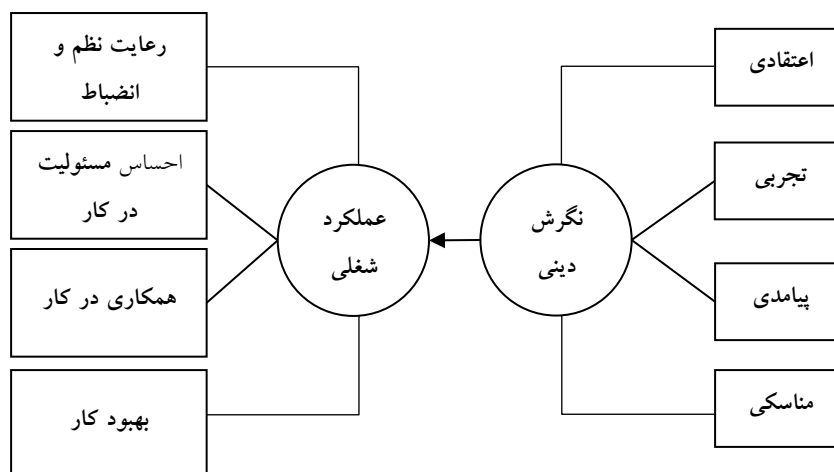 اعتقادی
تجربی
پیامدی
مناسکی
نگرش
دینی
عملکرد
شغلی
رعایت نظم و
انضباط
احساس مسئولیت
در کار
همکاری در کار
بهبود کار